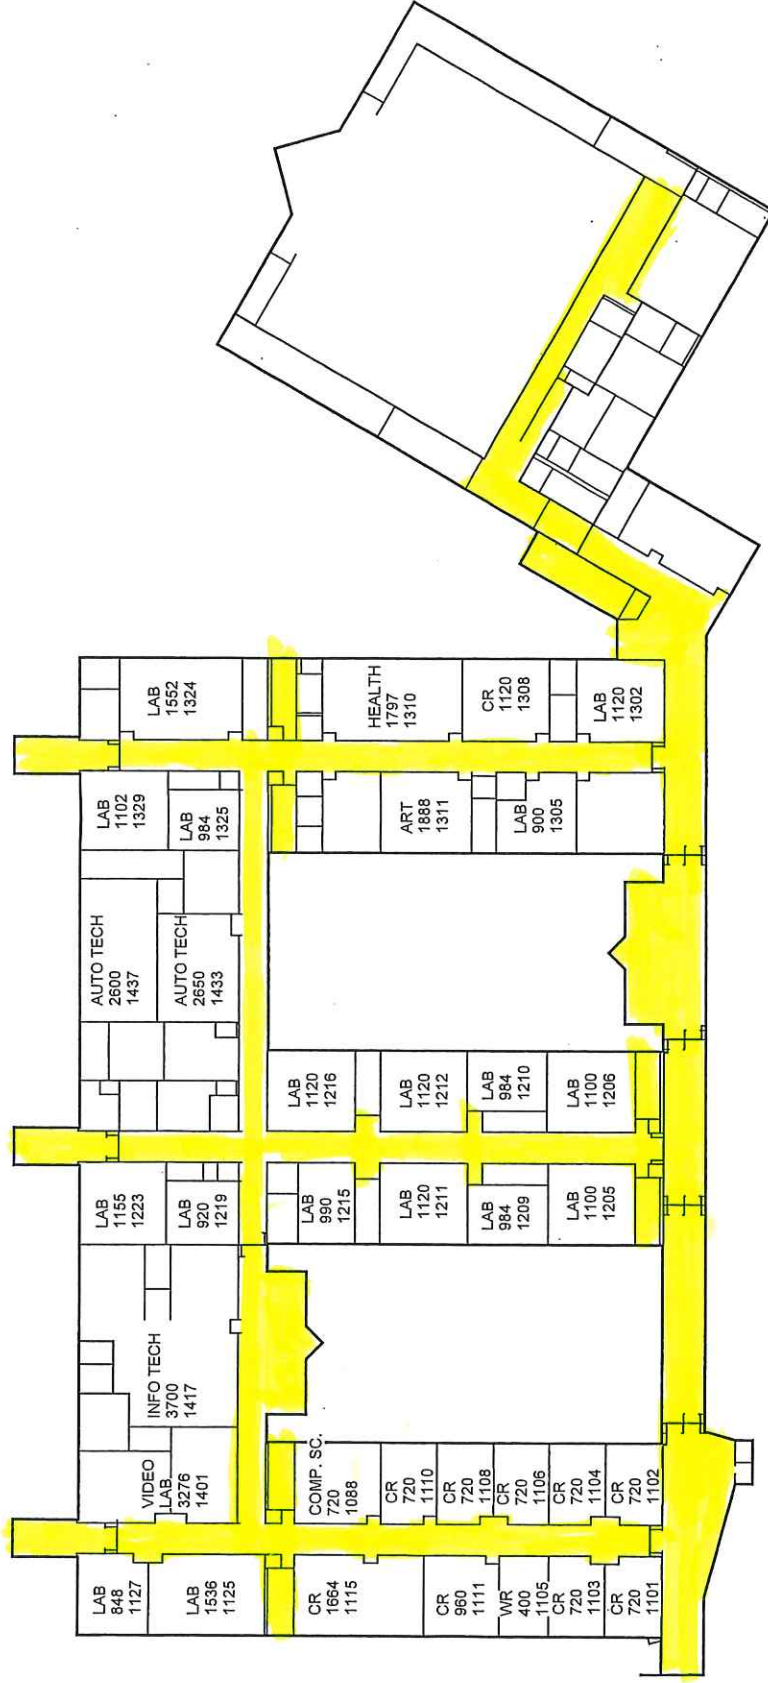 LAB
848
1127
LAB
1536
1125
CR
1664
1115
CR
960
1111
WR
400
1105
CR
720
1103
CR
720
1101
VIDEO
LAB
3276
1401
COMP. SC.
720
1088
CR
720
1110
CR
720
1108
CR
720
1106
CR
720
1104
CR
720
1102
INFO TECH
3700
1417
LAB
1155
1223
LAB
920
1219
LAB
990
1215
LAB
1120
1211
LAB
984
1209
LAB
1100
1205
LAB
1120
1216
LAB
1120
1212
LAB
984
1210
LAB
1100
1206
AUTO TECH
2600
1437
AUTO TECH
2650
1433
LAB
1102
1329
LAB
984
1325
ART
1888
1311
LAB
900
1305
LAB
1552
1324
HEALTH
1797
1310
CR
1120
1308
LAB
1120
1302